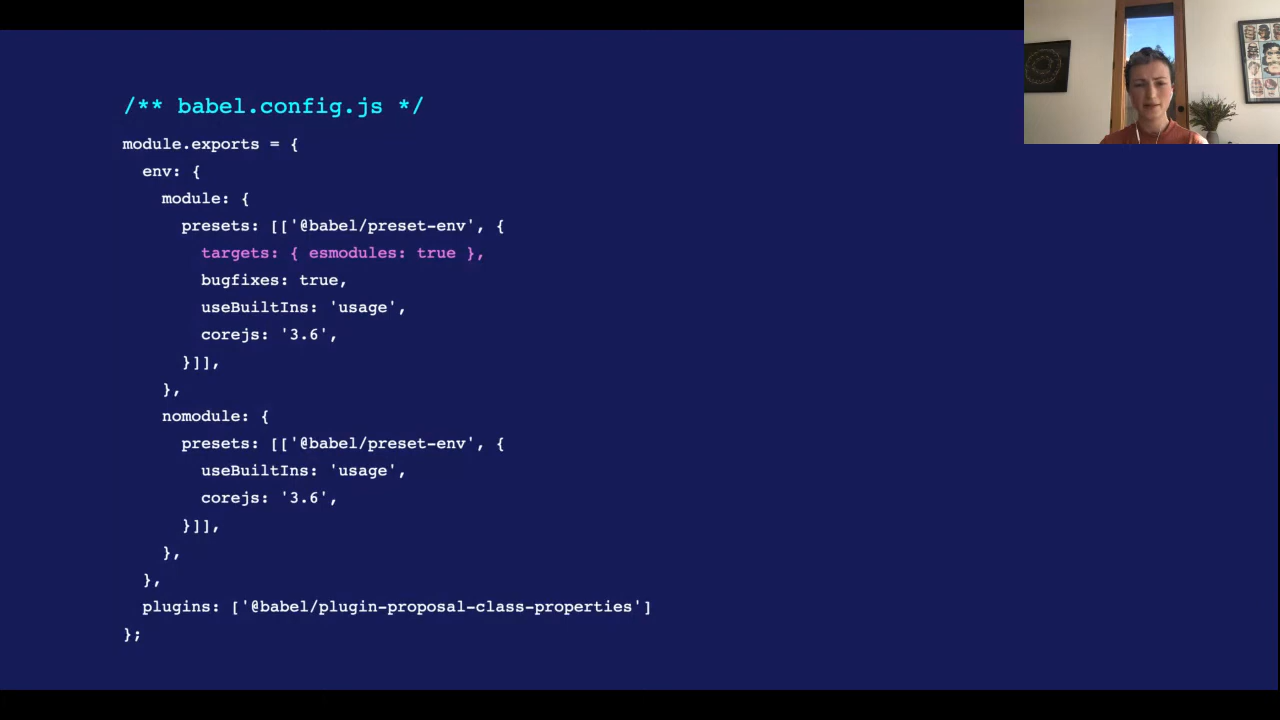 /** babel.config.js */
module.exports = {
  env: {
    module: {
      presets: [['@babel/preset-env', {
        targets: { esmodules: true },
        bugfixes: true,
        useBuiltIns: 'usage',
        corejs: '3.6',
      }]],
    },
    nomodule: {
      presets: [['@babel/preset-env', {
        useBuiltIns: 'usage',
        corejs: '3.6',
      }]],
    },
  },
  plugins: ['@babel/plugin-proposal-class-properties']
};